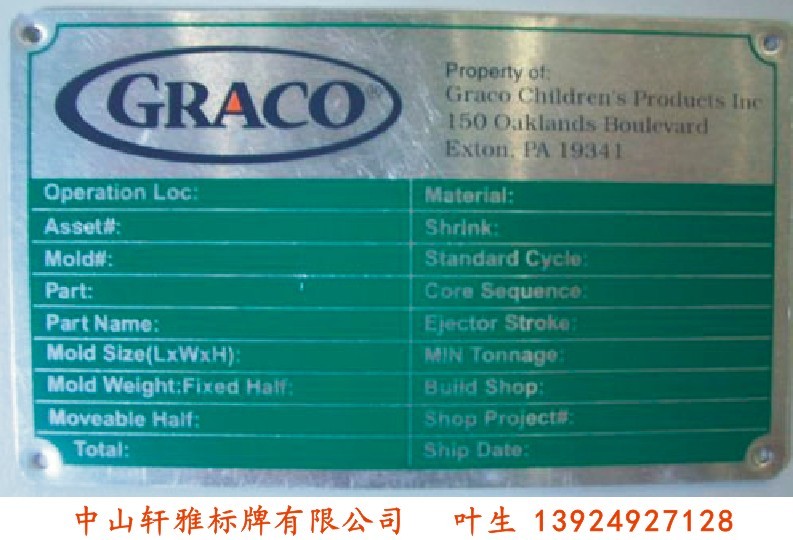 GRACO®
Property of:
Graco Children's Products Inc
150 Oaklands Boulevard
Exton, PA 19341
Operation Loc:
Material:
Asset#:
Shrink:
Mold#:
Standard Cycle:
Part:
Core Sequence:
Part Name:
Ejector Stroke:
Mold Size(LxWxH):
MIN Tonnage:
Mold Weight:Fixed Half:
Build Shop:
Moveable Half:
Shop Project#:
Total:
Ship Date:
中山轩雅标牌有限公司 叶生 13924927128